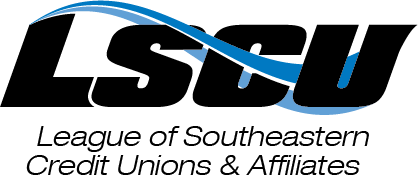 LSCU
League of Southeastern
Credit Unions & Affiliates